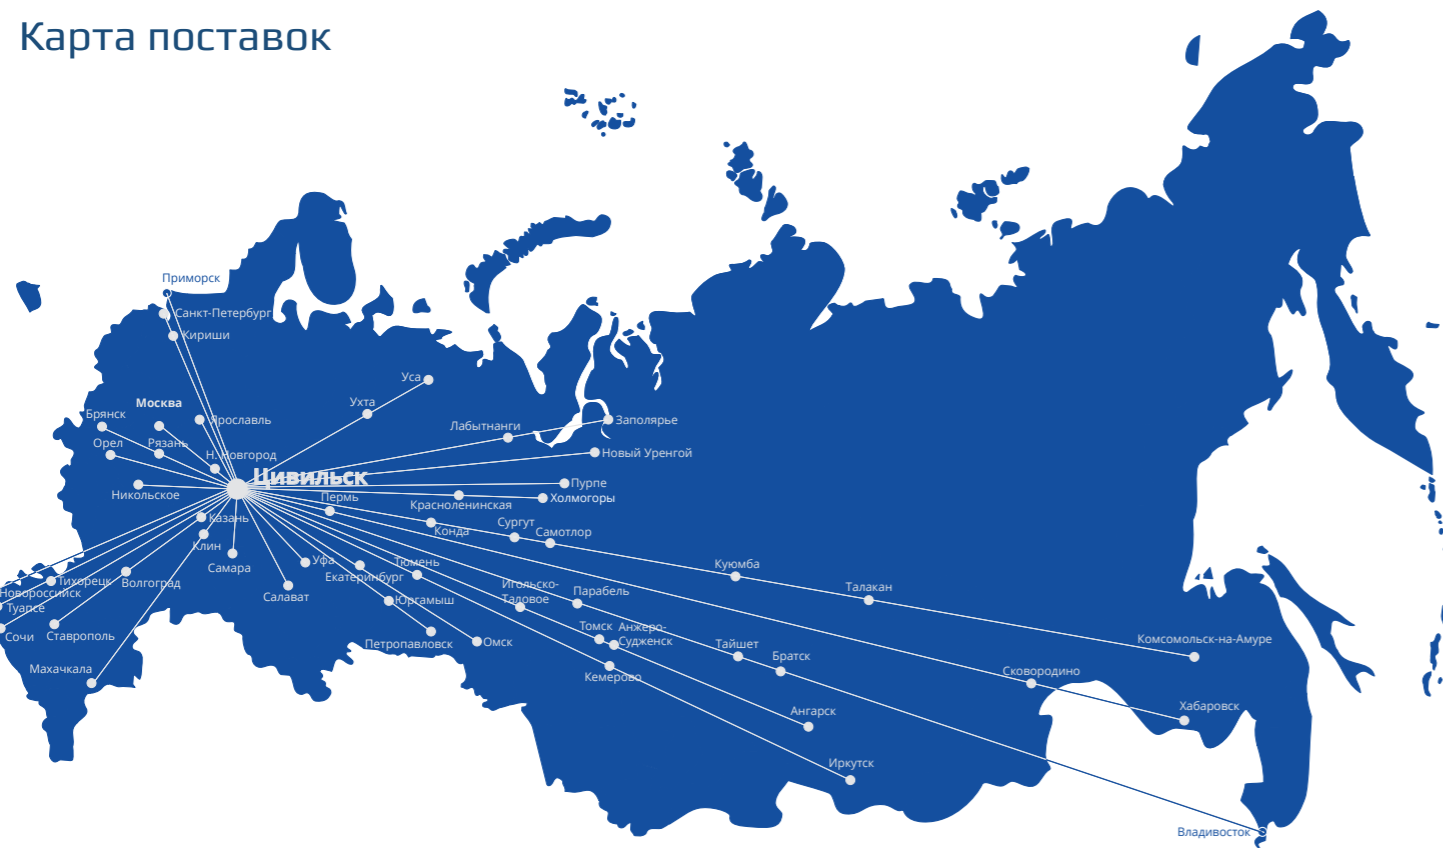 Карта поставок
Приморск
Санкт-Петербург
Кириши
Уса
Ухта
Москва
Брянск
Ярославль
Заполярье
Лабытнанги
Орел
Рязань
Н. Новгород
Новый Уренгой
Цивильск
Пурпе
Никольское
Пермь
Холмогоры
Красноленинская
Казань
Сургут
Конда
Самотлор
Клин
Уфа
Тюмень
Куюмба
Самара
Екатеринбург
Тихорецк
Волгоград
Игольско-
Таловое
Парабель
Талакан
Новороссийск
Салават
Юргамыш
Туапсе
Томск
Анжеро-
Судженск
Сочи
Ставрополь
Петропавловск
Омск
Тайшет
Комсомольск-на-Амуре
Братск
Махачкала
Кемерово
Сковородино
Ангарск
Хабаровск
Иркутск
Владивосток